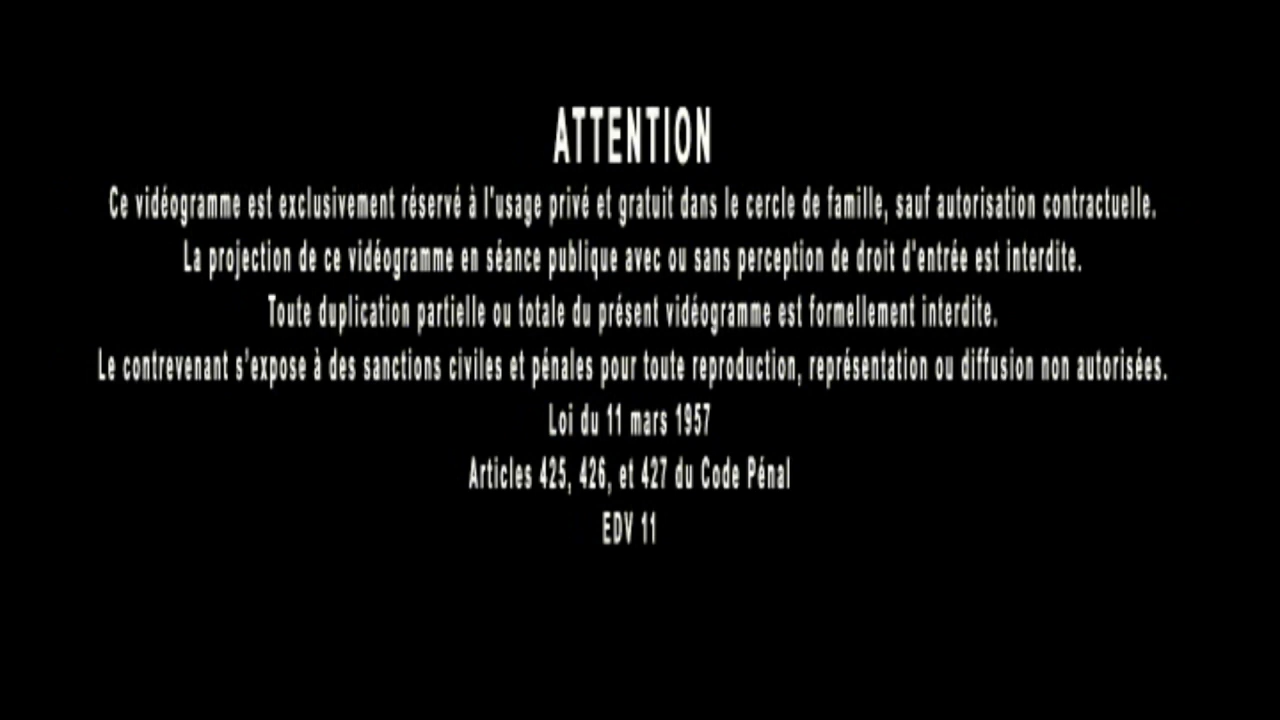 ATTENTION
Ce vidéogramme est exclusivement réservé à l'usage privé et gratuit dans le cercle de famille, sauf autorisation contractuelle.
La projection de ce vidéogramme en séance publique avec ou sans perception de droit d'entrée est interdite.
Toute duplication partielle ou totale du présent vidéogramme est formellement interdite.
Le contrevenant s'expose à des sanctions civiles et pénales pour toute reproduction, représentation ou diffusion non autorisées.
Loi du 11 mars 1957
Articles 425, 426, et 427 du Code Pénal
EDV 11